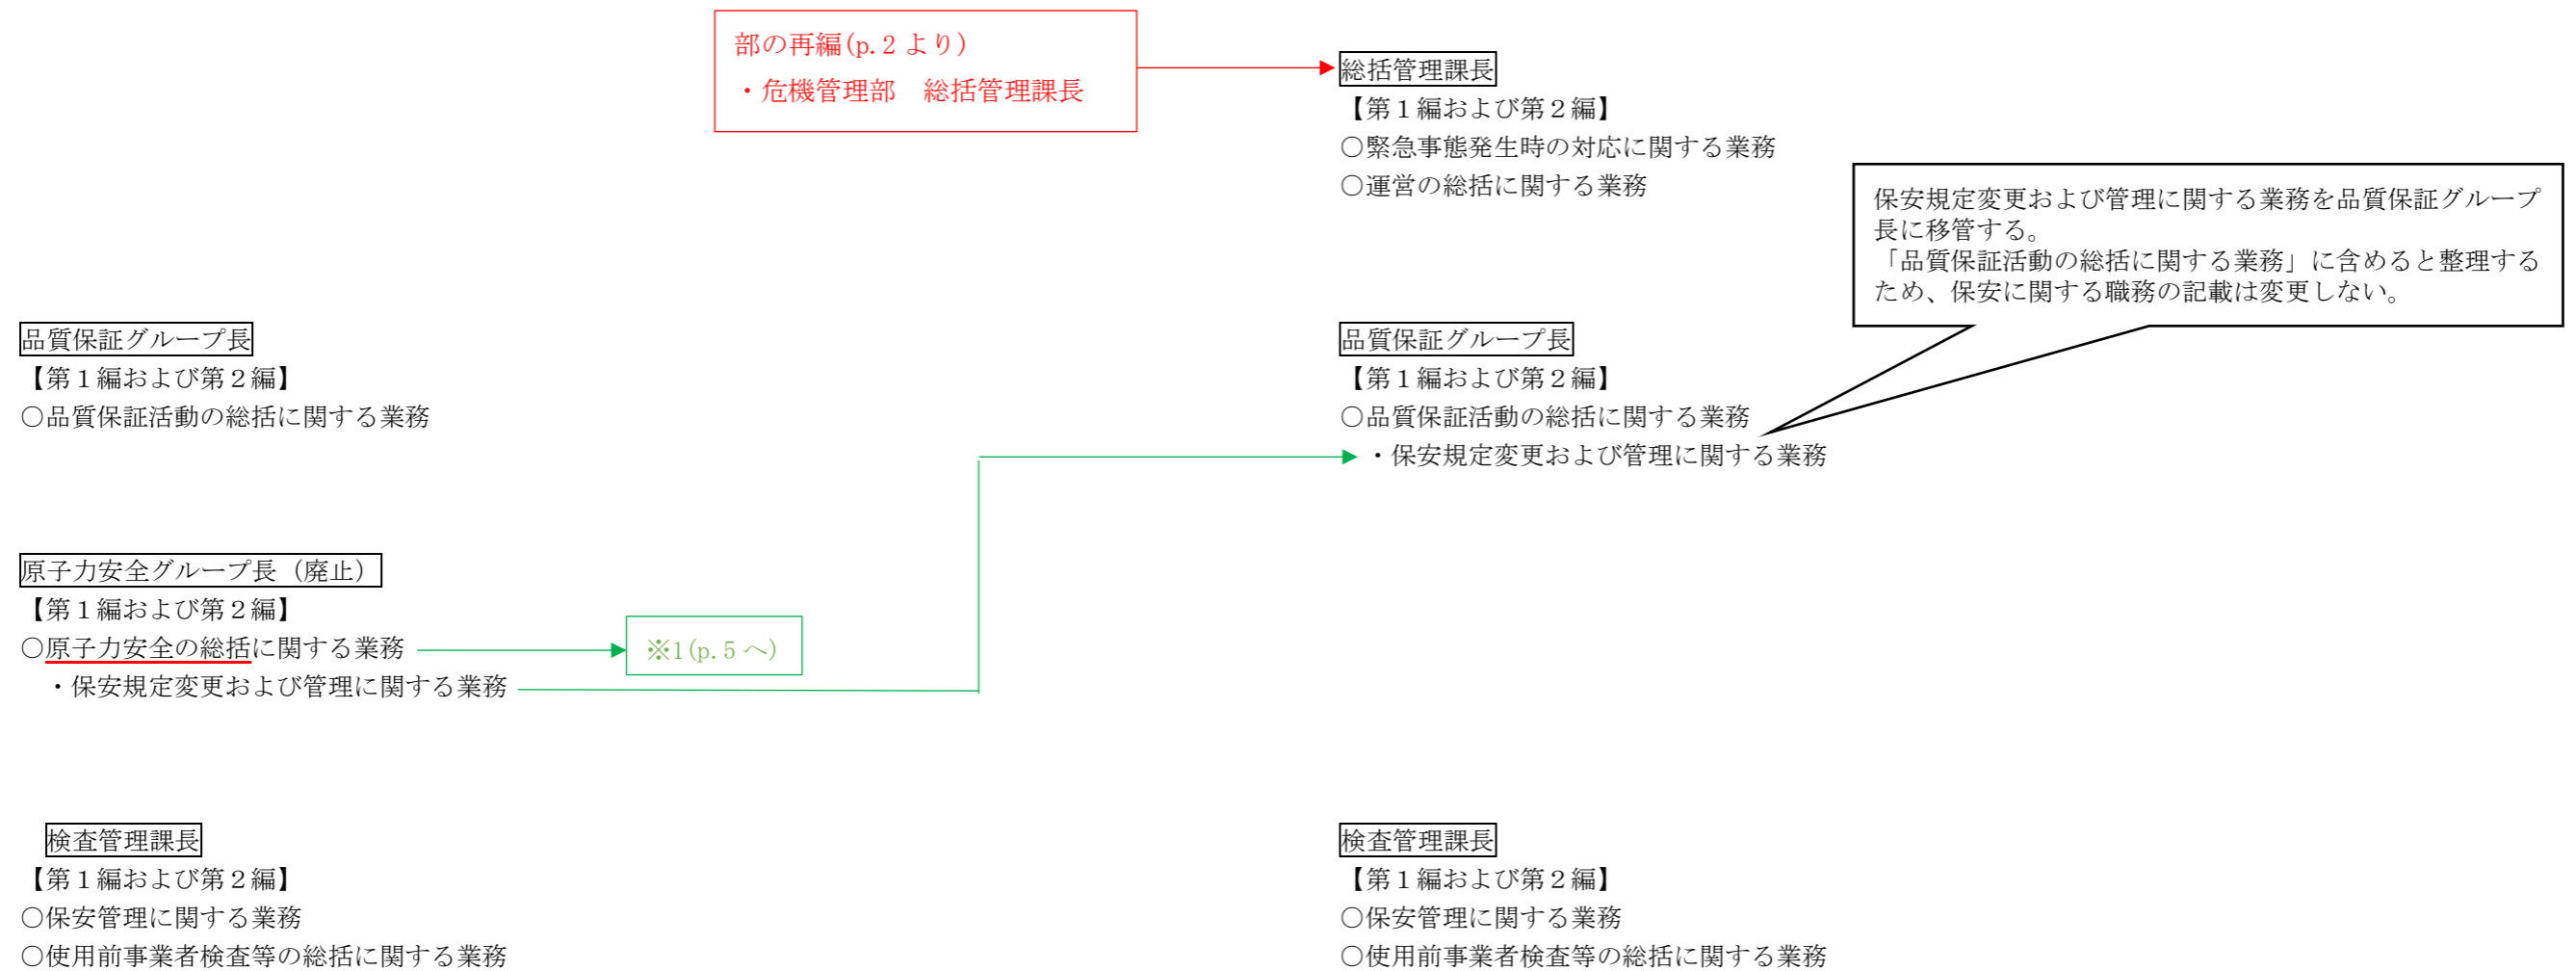 部の再編(p.2より)
・危機管理部　総括管理課長
総括管理課長
【第１編および第２編】
○緊急事態発生時の対応に関する業務
○運営の総括に関する業務
保安規定変更および管理に関する業務を品質保証グループ
長に移管する。
「品質保証活動の総括に関する業務」に含めると整理する
ため、保安に関する職務の記載は変更しない。
品質保証グループ長
【第１編および第２編】
○品質保証活動の総括に関する業務
品質保証グループ長
【第１編および第２編】
○品質保証活動の総括に関する業務
・保安規定変更および管理に関する業務
原子力安全グループ長（廃止）
【第１編および第２編】
○原子力安全の総括に関する業務
※1(p.5へ)
・保安規定変更および管理に関する業務
検査管理課長
【第１編および第２編】
○保安管理に関する業務
○使用前事業者検査等の総括に関する業務
検査管理課長
【第１編および第２編】
○保安管理に関する業務
○使用前事業者検査等の総括に関する業務